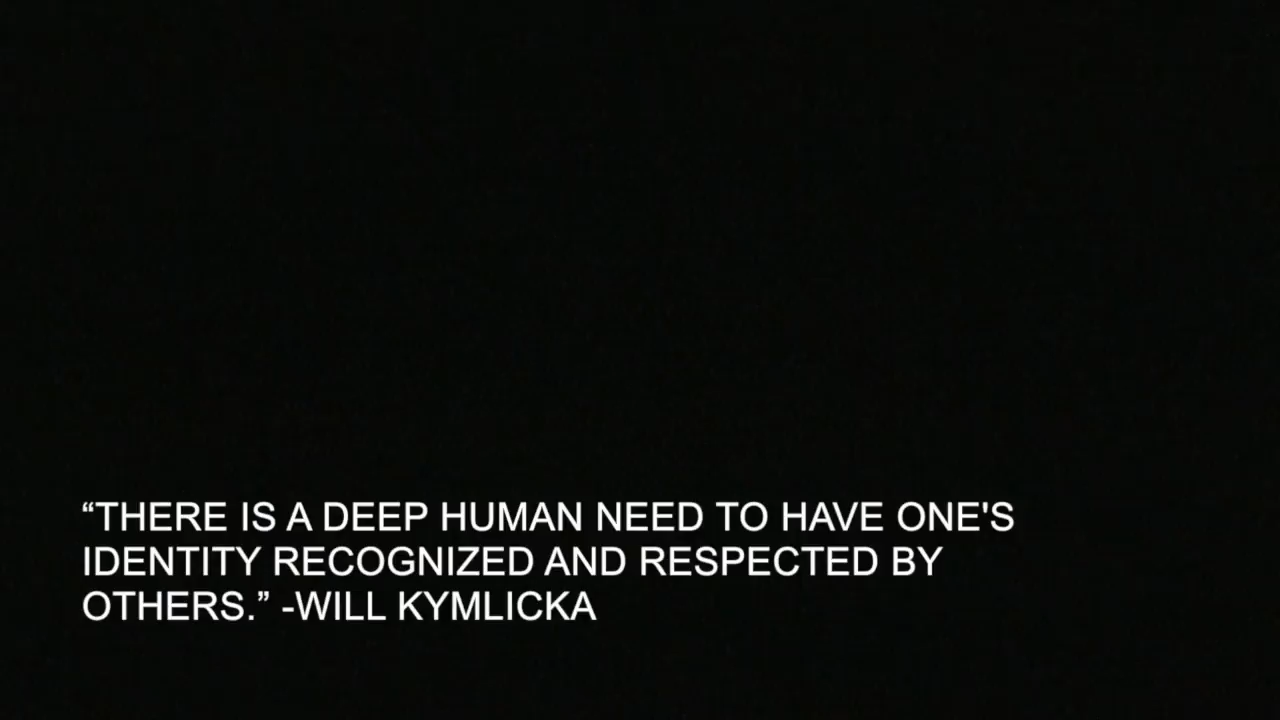 “THERE IS A DEEP HUMAN NEED TO HAVE ONE'S
IDENTITY RECOGNIZED AND RESPECTED BY
OTHERS.” -WILL KYMLICKA